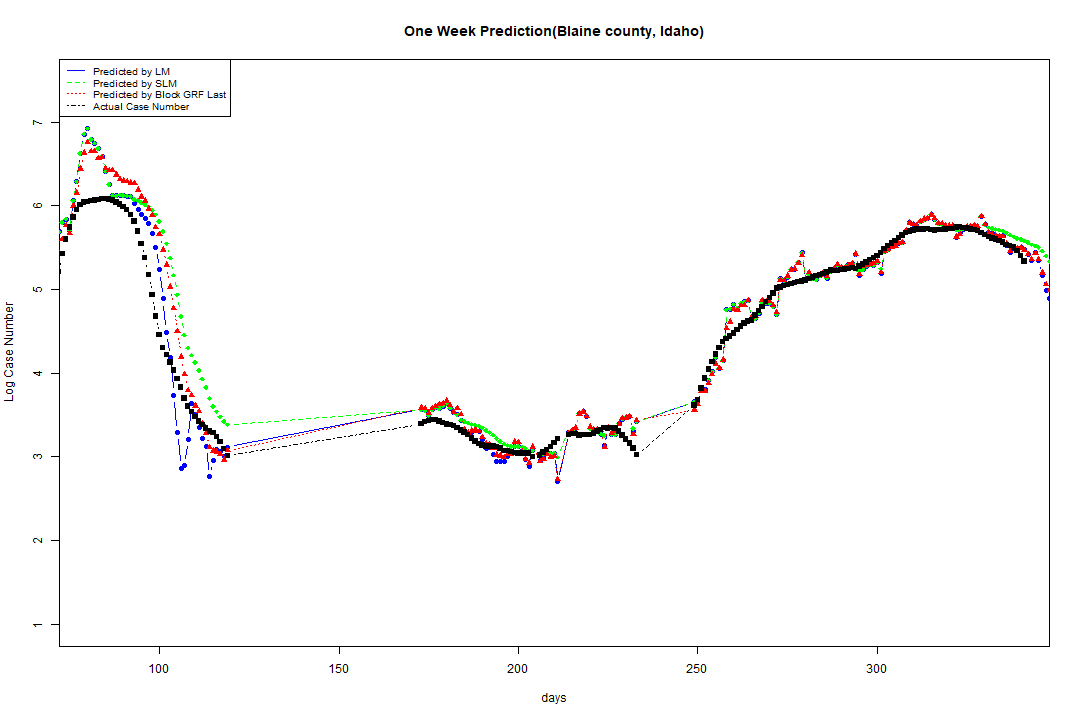 One Week Prediction(Blaine county, Idaho)
Predicted by LM
Predicted by SLM
Predicted by Block GRF Last
Actual Case Number
7
6
5
4
3
2
1
Log Case Number
100 150 200 250 300
days